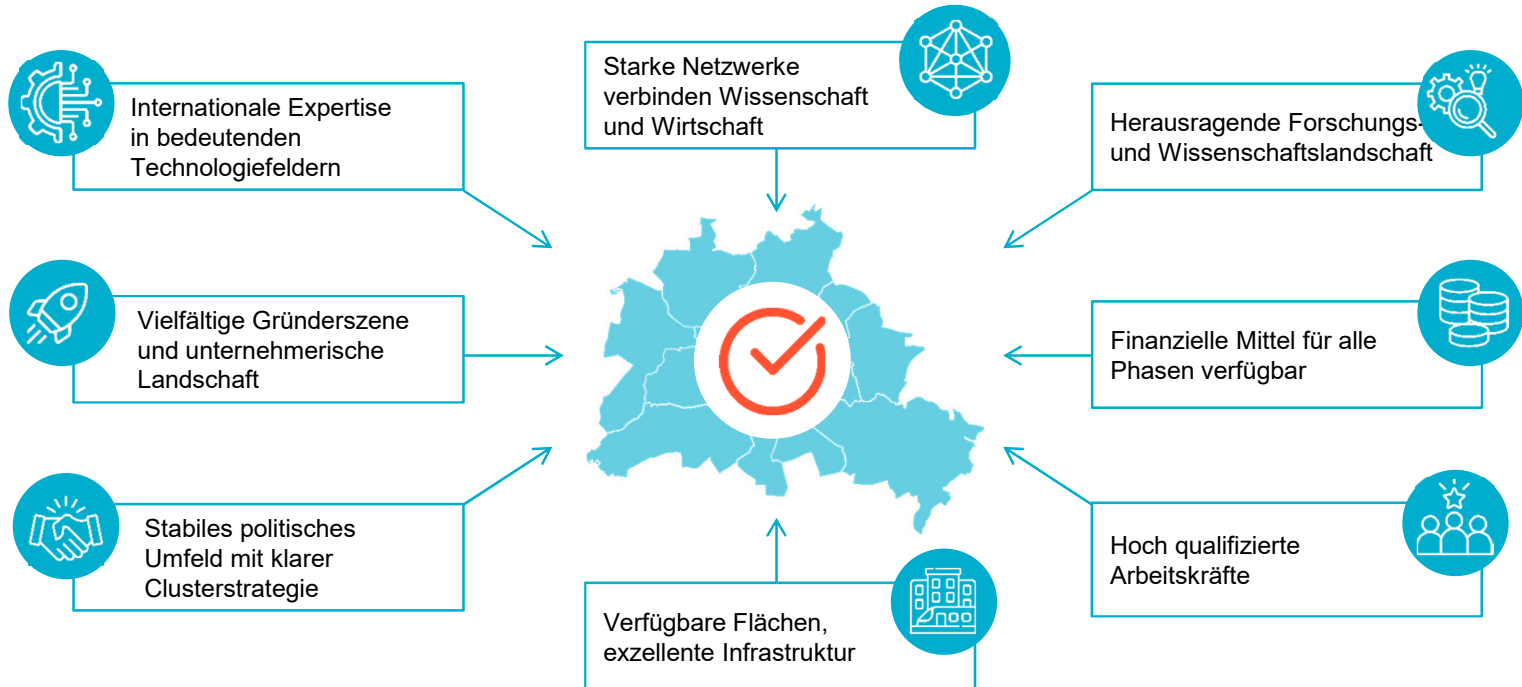 Internationale Expertise
in bedeutenden
Technologiefeldern
Starke Netzwerke
verbinden Wissenschaft
und Wirtschaft
Herausragende Forschungs-
und Wissenschaftslandschaft
Vielfältige Gründerszene
und unternehmerische
Landschaft
Finanzielle Mittel für alle
Phasen verfügbar
Stabiles politisches
Umfeld mit klarer
Clusterstrategie
Verfügbare Flächen,
exzellente Infrastruktur
Hoch qualifizierte
Arbeitskräfte